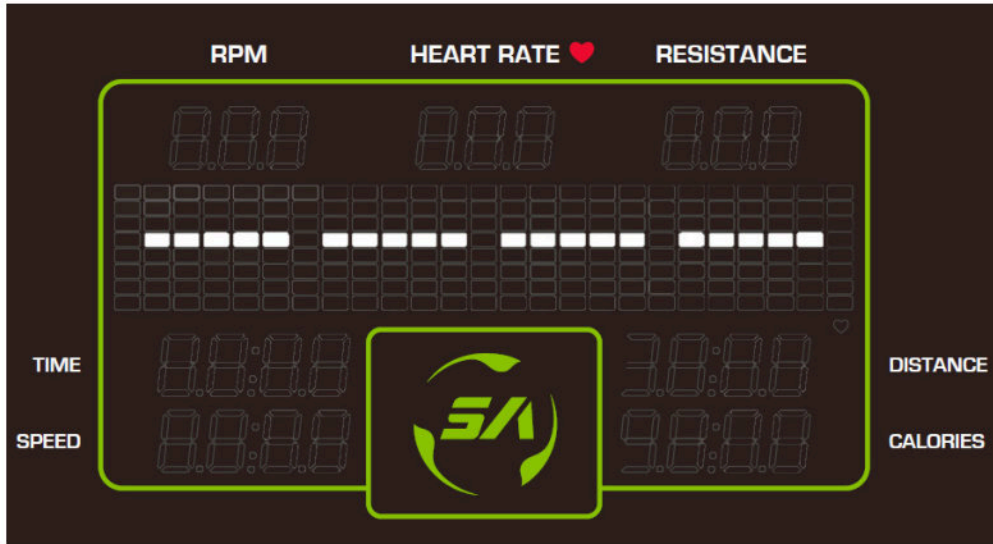 RPM HEART RATE RESISTANCE
TIME DISTANCE
SA
SPEED CALORIES